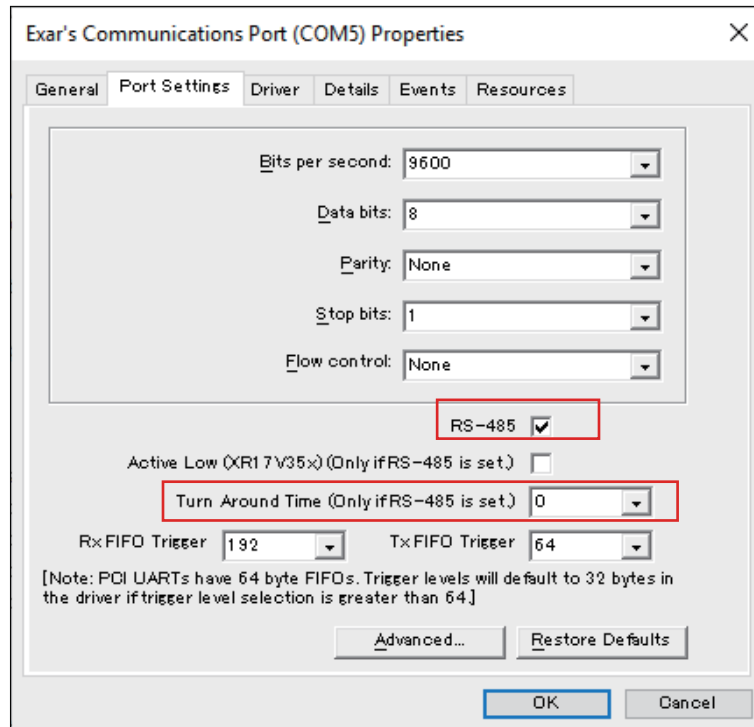 Exar's Communications Port (COM5) Properties
General Port Settings Driver Details Events Resources
Bits per second: 9600
Data bits: 8
Parity: None
Stop bits: 1
Flow control: None
RS-485
Active Low (XR17V35x) (Only if RS-485 is set.)
Turn Around Time (Only if RS-485 is set.) 0
Rx FIFO Trigger 192 Tx FIFO Trigger 64
[Note: PCI UARTs have 64 byte FIFOs. Trigger levels will default to 32 bytes in
the driver if trigger level selection is greater than 64.]
Advanced... Restore Defaults
OK Cancel